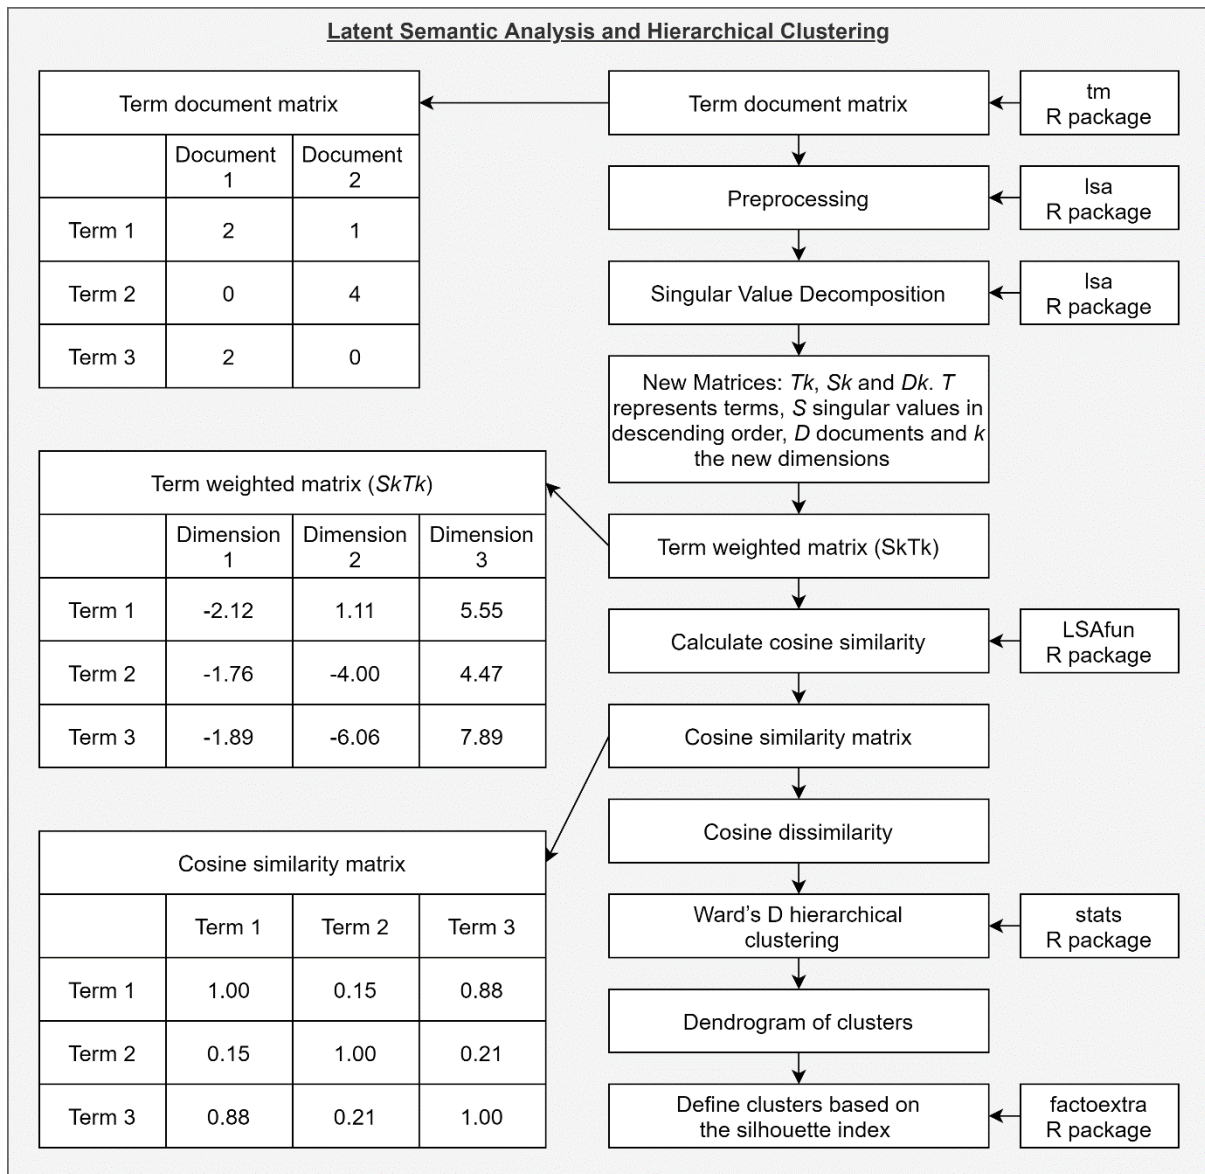 Latent Semantic Analysis and Hierarchical Clustering
Term document matrix
Document
1
Document
2
Term 1
2
1
Term 2
0
4
Term 3
2
0
Term weighted matrix (SkTk)
Dimension
1
Dimension
2
Dimension
3
Term 1
-2.12
1.11
5.55
Term 2
-1.76
-4.00
4.47
Term 3
-1.89
-6.06
7.89
Cosine similarity matrix
Term 1
Term 2
Term 3
Term 1
1.00
0.15
0.88
Term 2
0.15
1.00
0.21
Term 3
0.88
0.21
1.00
Term document matrix
tm
R package
Preprocessing
lsa
R package
Singular Value Decomposition
lsa
R package
New Matrices: Tk, Sk and Dk. T
represents terms, S singular values in
descending order, D documents and k
the new dimensions
Term weighted matrix (SkTk)
Calculate cosine similarity
LSAfun
R package
Cosine similarity matrix
Cosine dissimilarity
Ward's D hierarchical
clustering
stats
R package
Dendrogram of clusters
Define clusters based on
the silhouette index
factoextra
R package